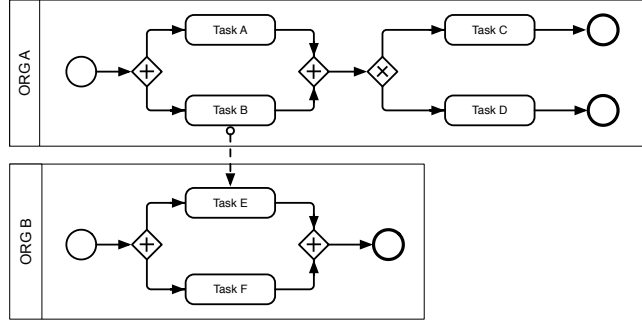 ORG A
Task A
Task C
Task B
Task D
ORG B
Task E
Task F